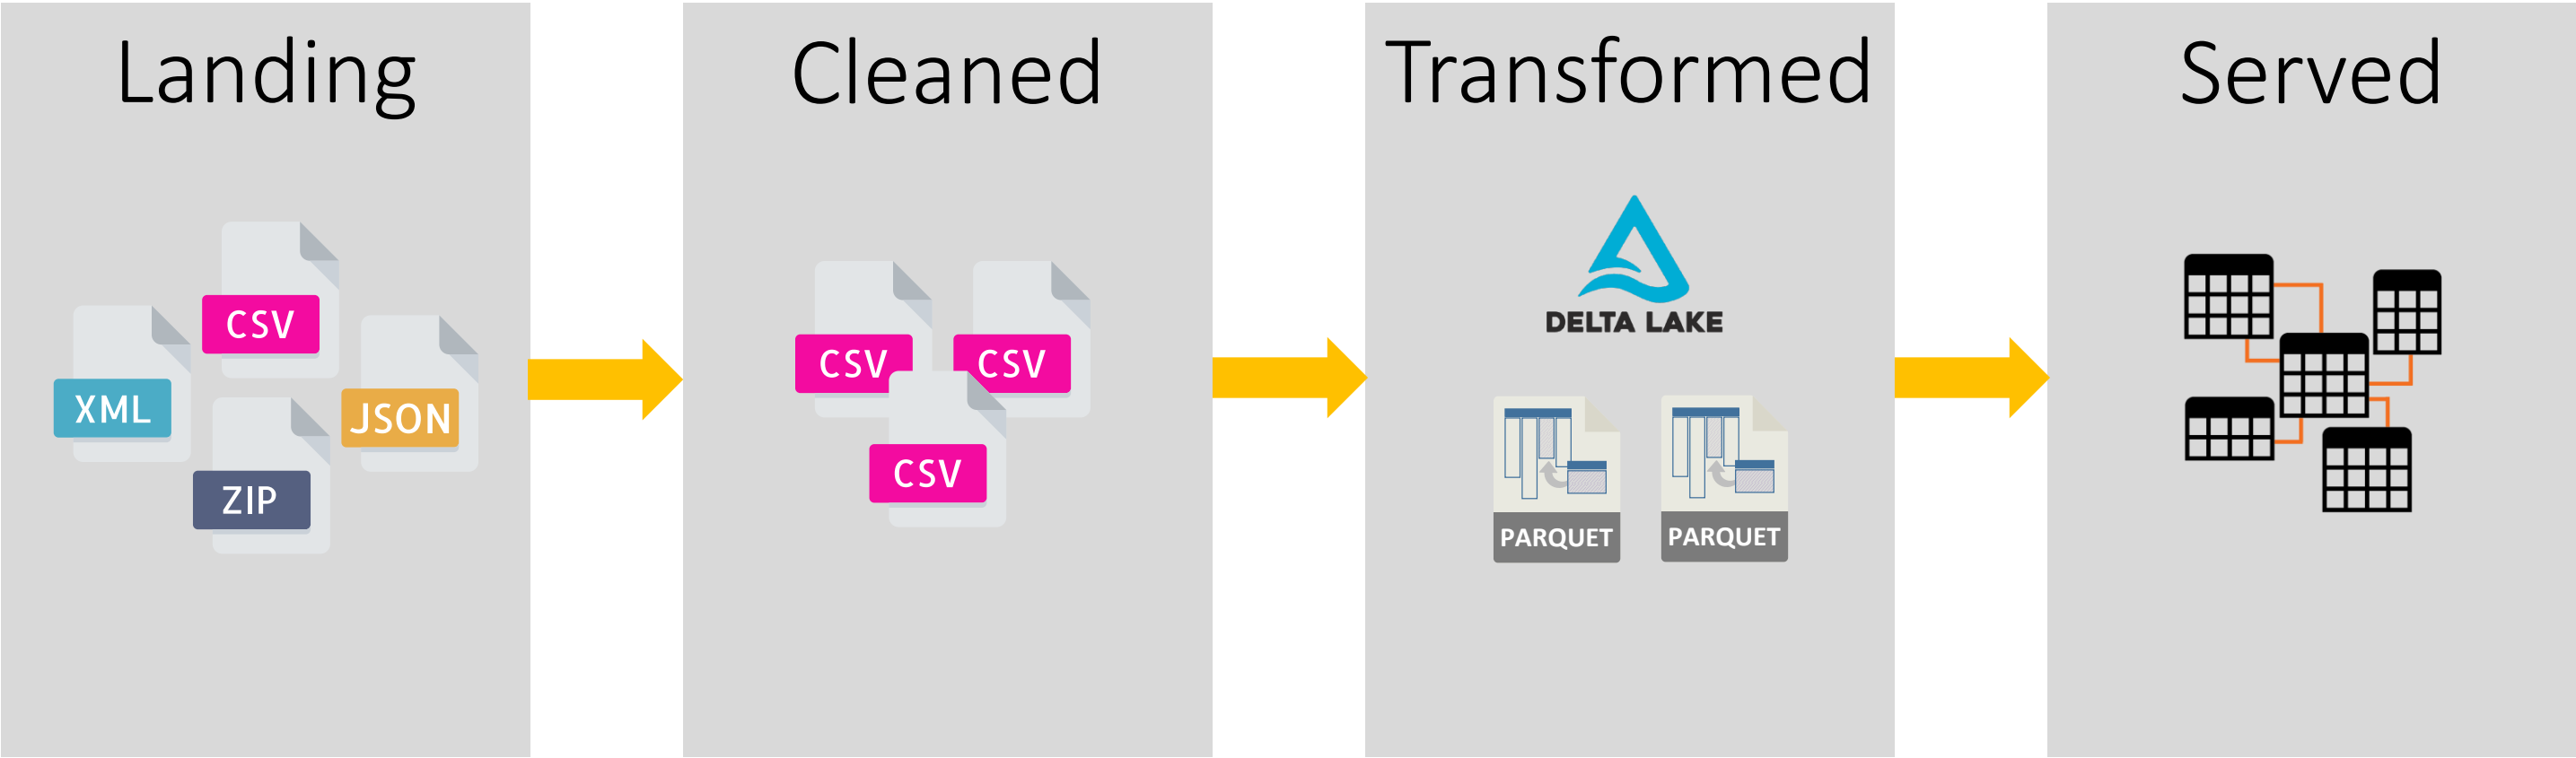 Landing
CSV
XML
JSON
ZIP
Cleaned
CSV
CSV
CSV
Transformed
DELTA LAKE
PARQUET
PARQUET
Served